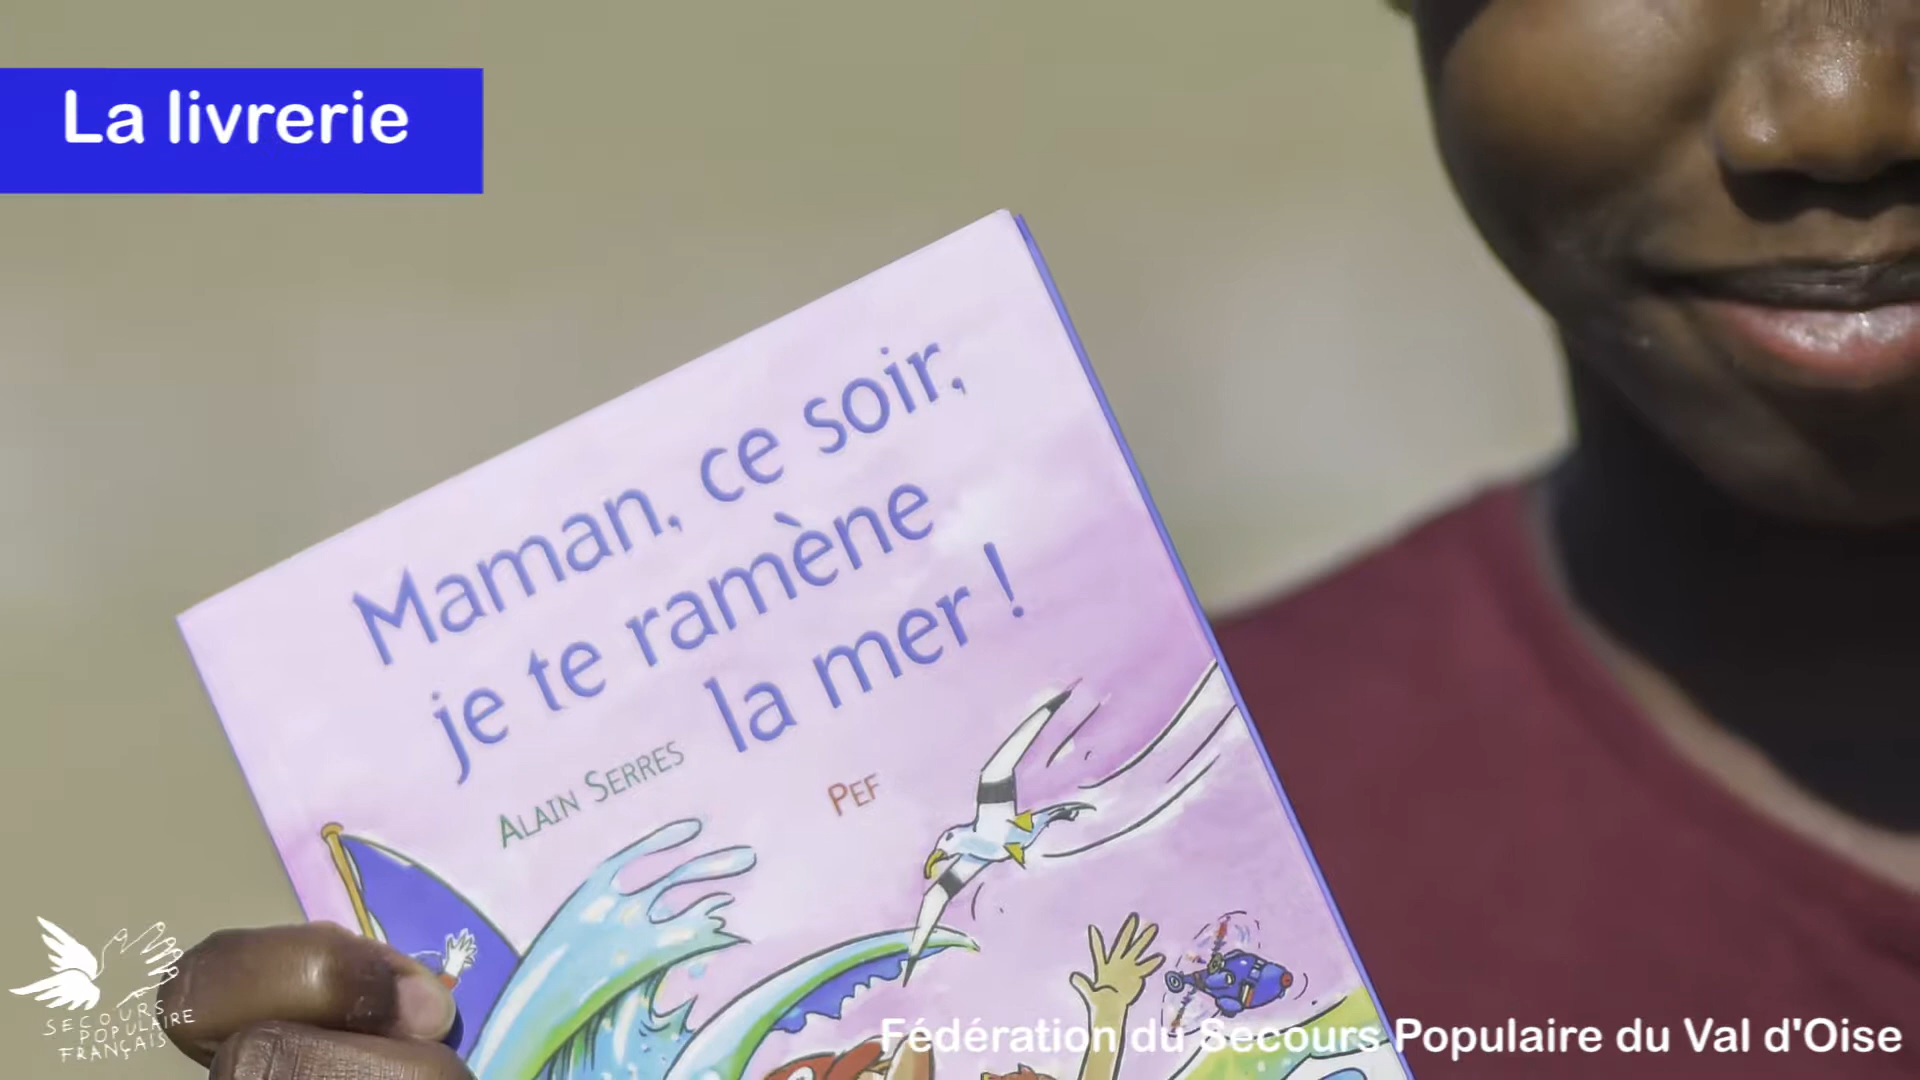 La livrerie
Maman, ce soir,
je te ramène
la mer !
ALAIN SERRES
PEF
SECOURS
POPULAIRE
FRANÇAIS
Fédération du Secours Populaire du Val d'Oise